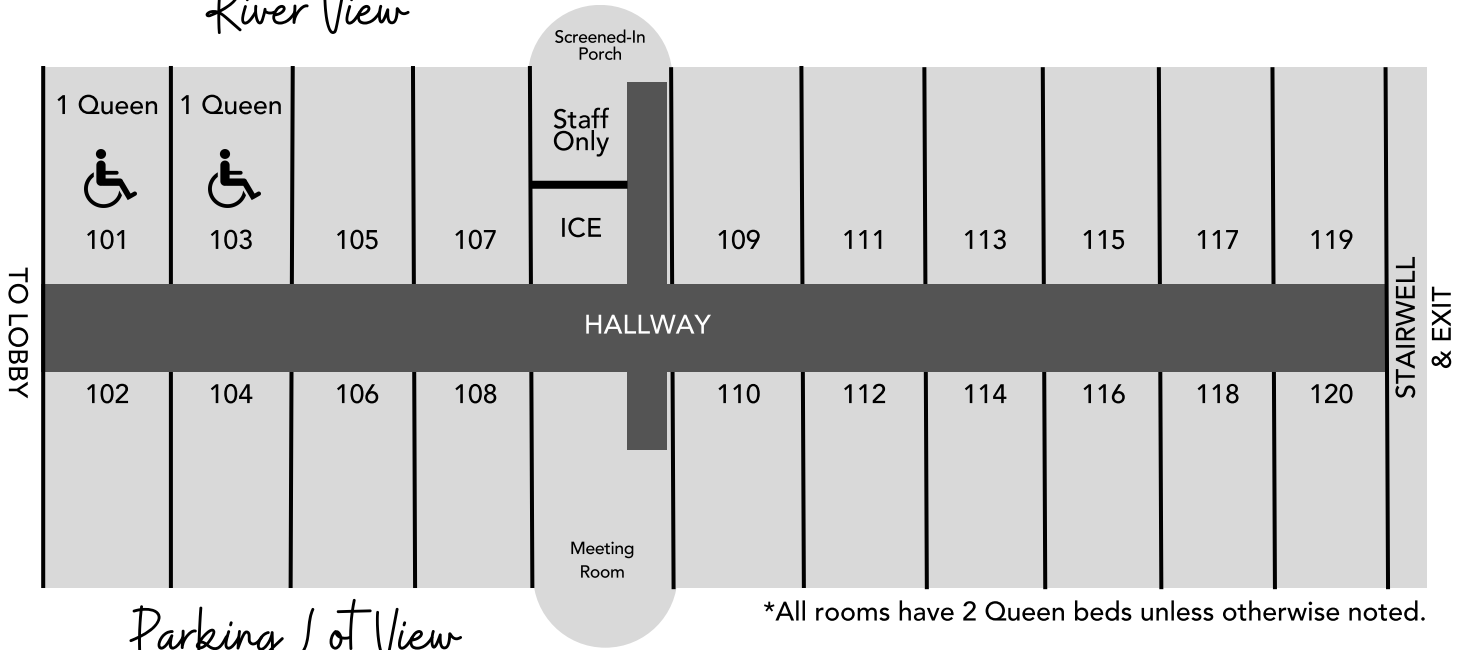 River View
Screened-In
Porch
1 Queen
1 Queen
Staff
Only
ICE
101
103
105
107
109
111
113
115
117
119
TO LOBBY
HALLWAY
STAIRWELL
& EXIT
102
104
106
108
110
112
114
116
118
120
Meeting
Room
*All rooms have 2 Queen beds unless otherwise noted.
Parking Lot View